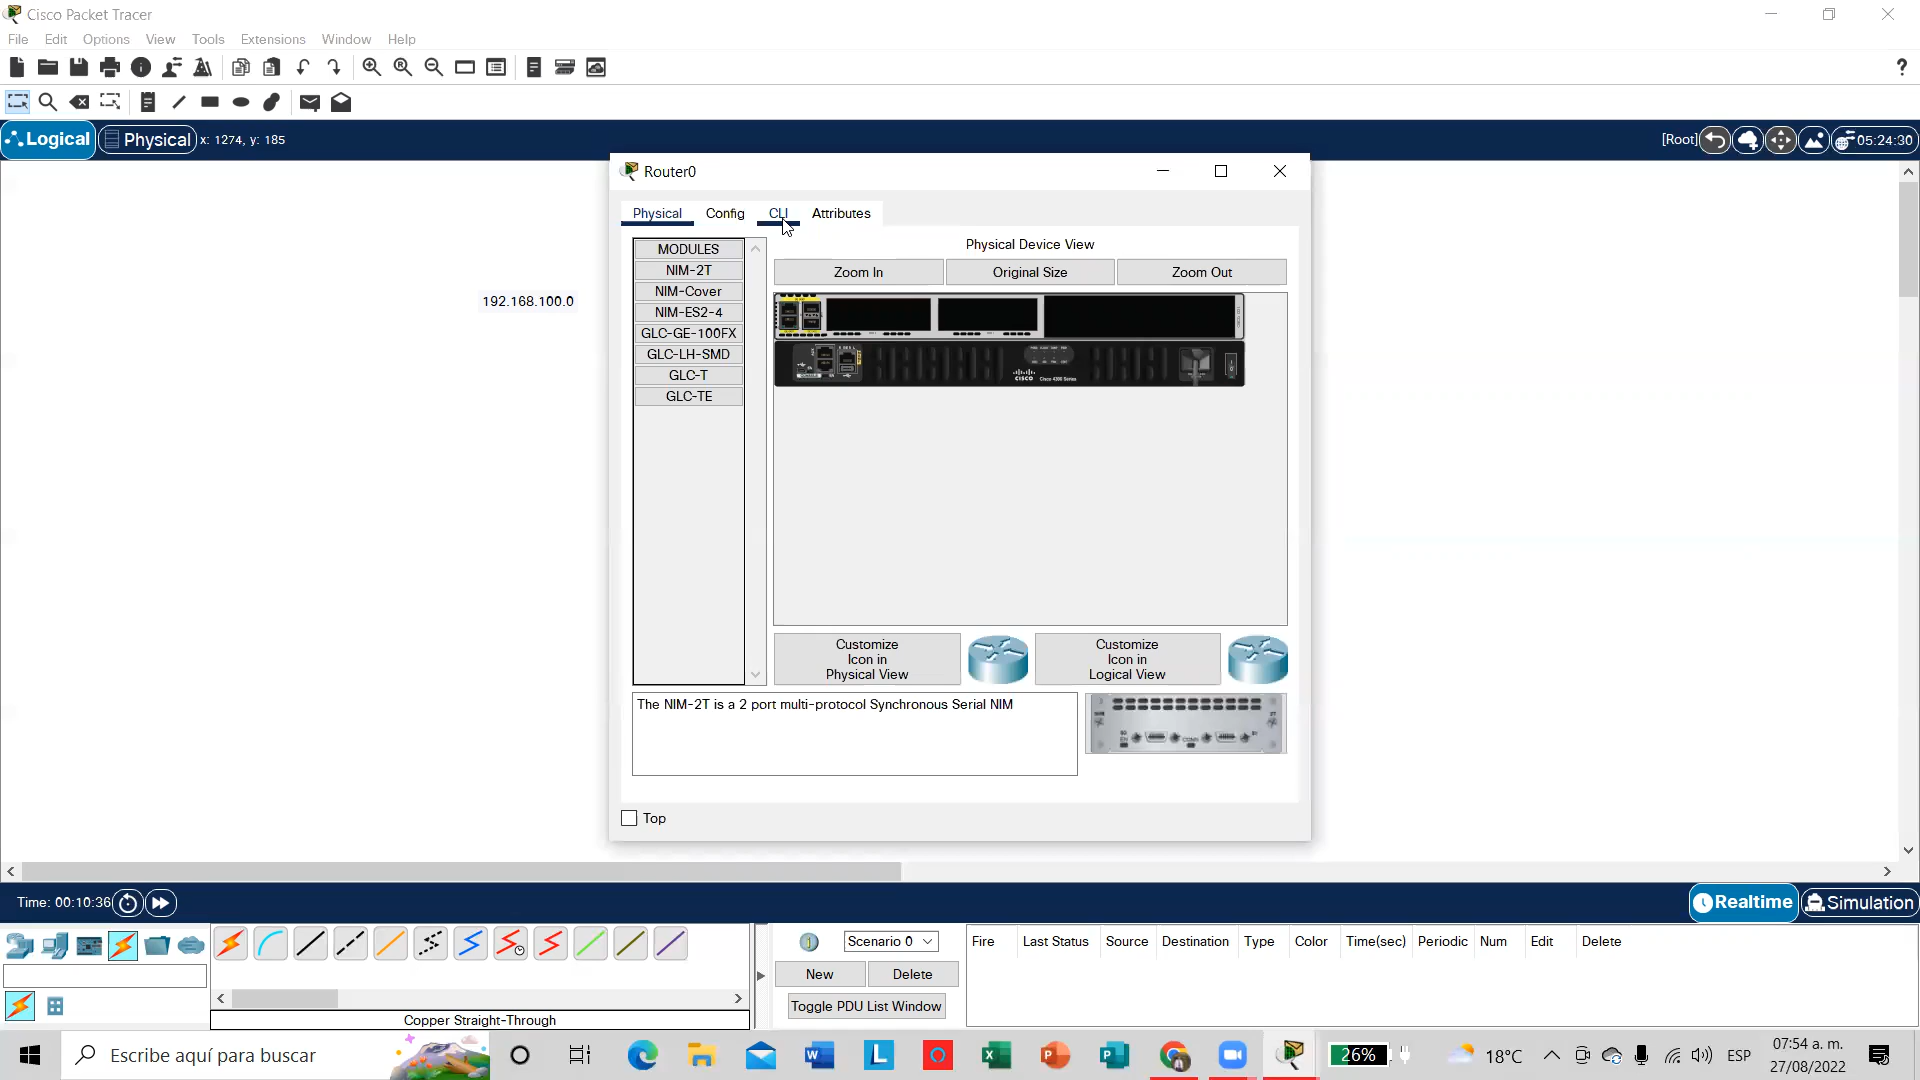 Cisco Packet Tracer
File Edit Options View Tools Extensions Window Help
?
Logical Physical x: 1274, y: 185
[Root] 05:24:30
192.168.100.0
Router0
Physical Config CLI Attributes
MODULES
NIM-2T
NIM-Cover
NIM-ES2-4
GLC-GE-100FX
GLC-LH-SMD
GLC-T
GLC-TE
Physical Device View
Zoom In Original Size Zoom Out
CISCO Cisco 4300 Series
Customize
Icon in
Physical View
Customize
Icon in
Logical View
The NIM-2T is a 2 port multi-protocol Synchronous Serial NIM
Top
Time: 00:10:36
Realtime Simulation
Scenario 0
New Delete
Toggle PDU List Window
Fire Last Status Source Destination Type Color Time(sec) Periodic Num Edit Delete
Copper Straight-Through
Escribe aquí para buscar
26%
18°C
ESP
07:54 a. m.
27/08/2022